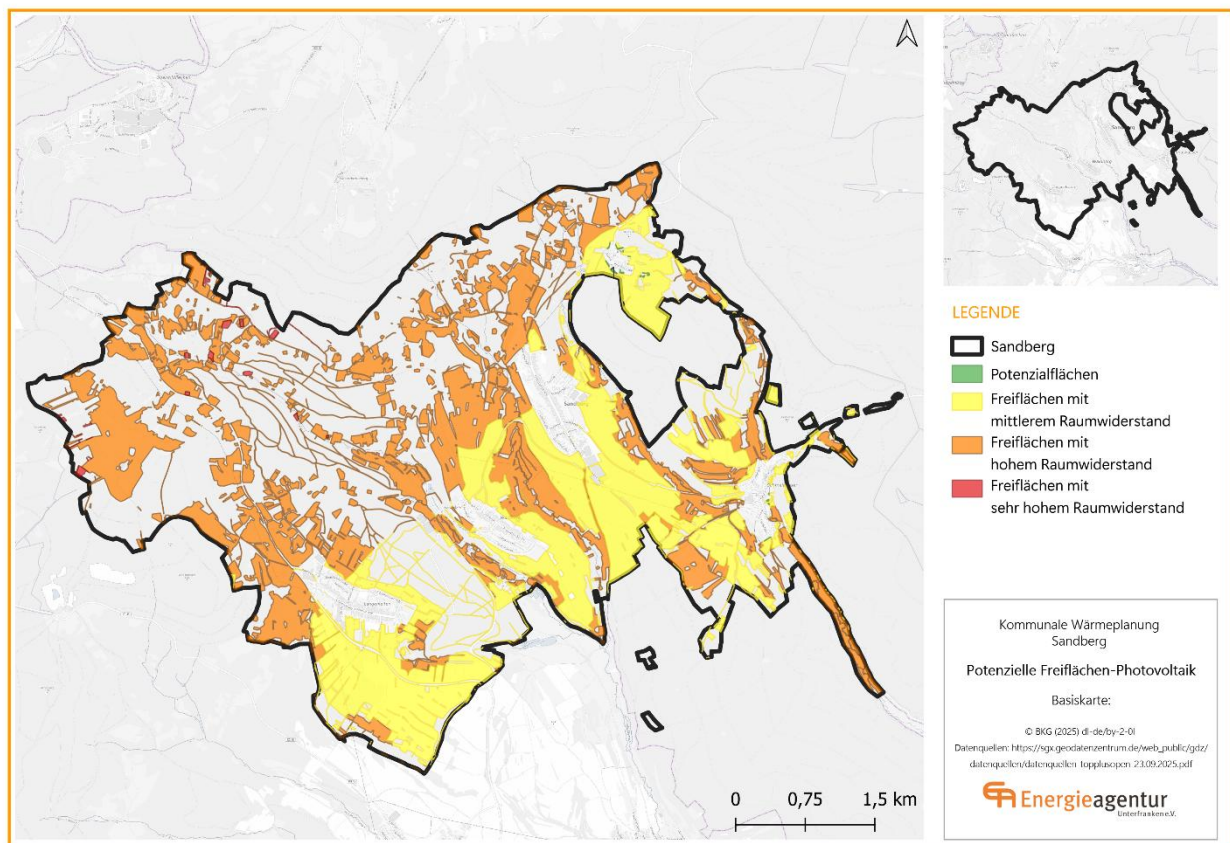 LEGENDE
Sandberg
Potenzialflächen
Freiflächen mit
mittlerem Raumwiderstand
Freiflächen mit
hohem Raumwiderstand
Freiflächen mit
sehr hohem Raumwiderstand
Kommunale Wärmeplanung
Sandberg
Potenzielle Freiflächen-Photovoltaik
Basiskarte:
© BKG (2025) dl-de/by-2-0
Datenquellen: https://sgx.geodatenzentrum.de/web_public/gdz/
datenquellen/datenquellen_topplusopen_23.09.2025.pdf
Energieagentur
Unterfranken e.V.
0 0,75 1,5 km